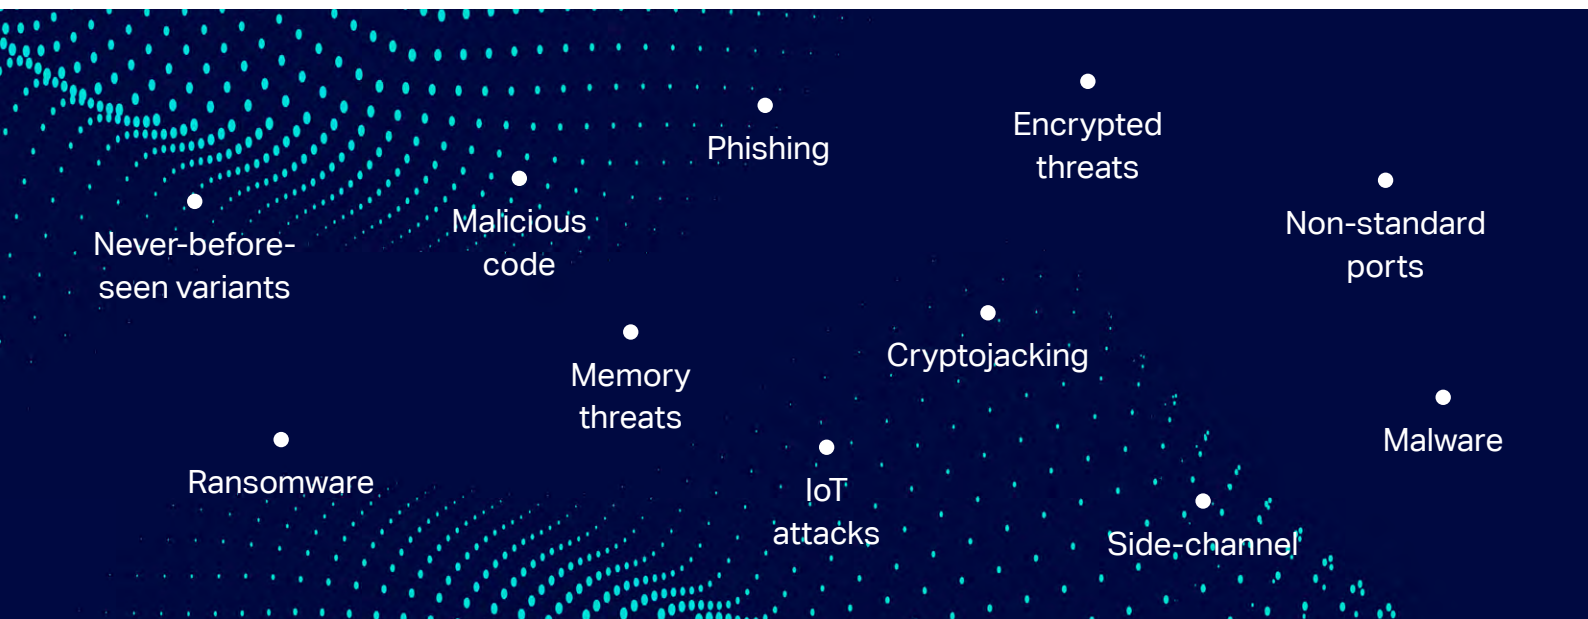 Phishing
Encrypted
threats
Never-before-
seen variants
Malicious
code
Non-standard
ports
Memory
threats
Cryptojacking
Ransomware
IoT
attacks
Malware
Side-channel